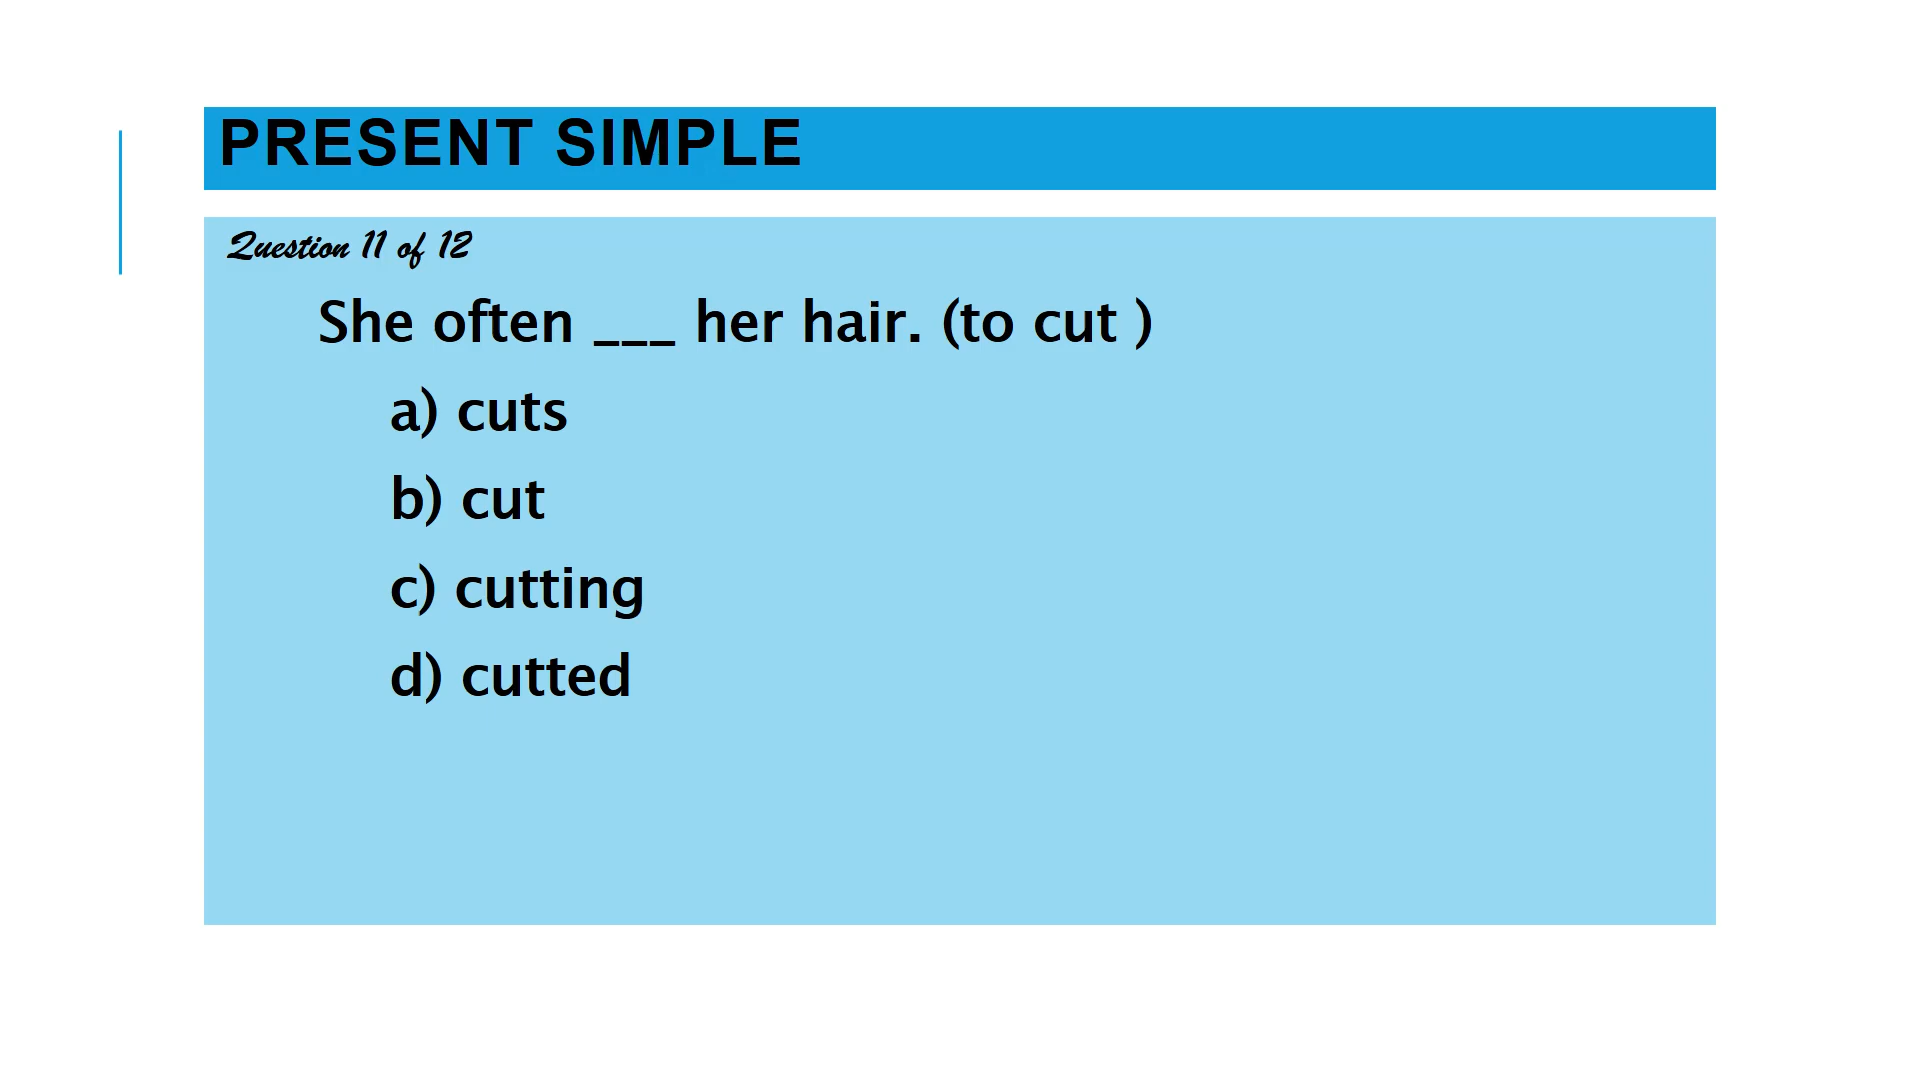 PRESENT SIMPLE
Question 11 of 12
She often ___ her hair. (to cut )
a) cuts
b) cut
c) cutting
d) cutted